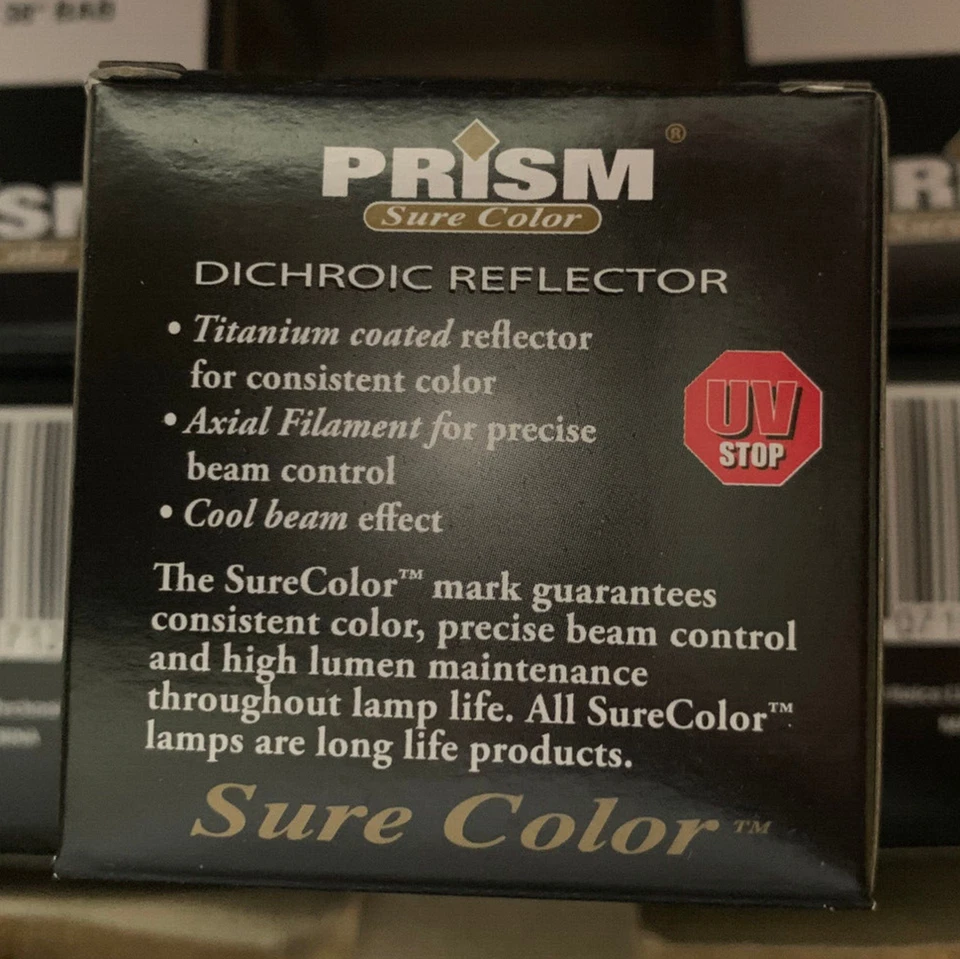 PRISM®
Sure Color
DICHROIC REFLECTOR
• Titanium coated reflector
for consistent color
• Axial Filament for precise
beam control
• Cool beam effect
UV
STOP
The SureColor™ mark guarantees
consistent color, precise beam control
and high lumen maintenance
throughout lamp life. All SureColor™
lamps are long life products.
Sure Color™